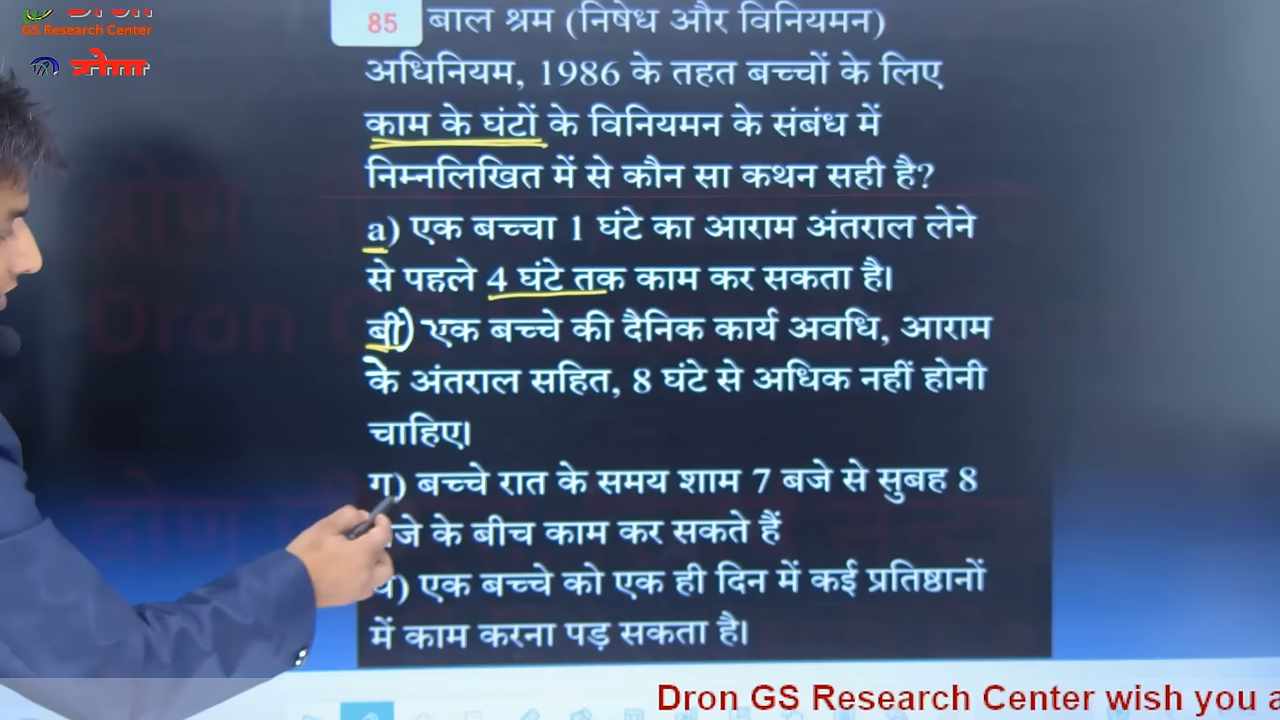 GS Research Center
द्रोण
85 बाल श्रम (निषेध और विनियमन)
अधिनियम, 1986 के तहत बच्चों के लिए
काम के घंटों के विनियमन के संबंध में
निम्नलिखित में से कौन सा कथन सही है?
a) एक बच्चा 1 घंटे का आराम अंतराल लेने
से पहले 4 घंटे तक काम कर सकता है।
बी) एक बच्चे की दैनिक कार्य अवधि, आराम
के अंतराल सहित, 8 घंटे से अधिक नहीं होनी
चाहिए।
ग) बच्चे रात के समय शाम 7 बजे से सुबह 8
के बीच काम कर सकते हैं
एक बच्चे को एक ही दिन में कई प्रतिष्ठानों
में काम करना पड़ सकता है।
Dron GS Research Center wish you a